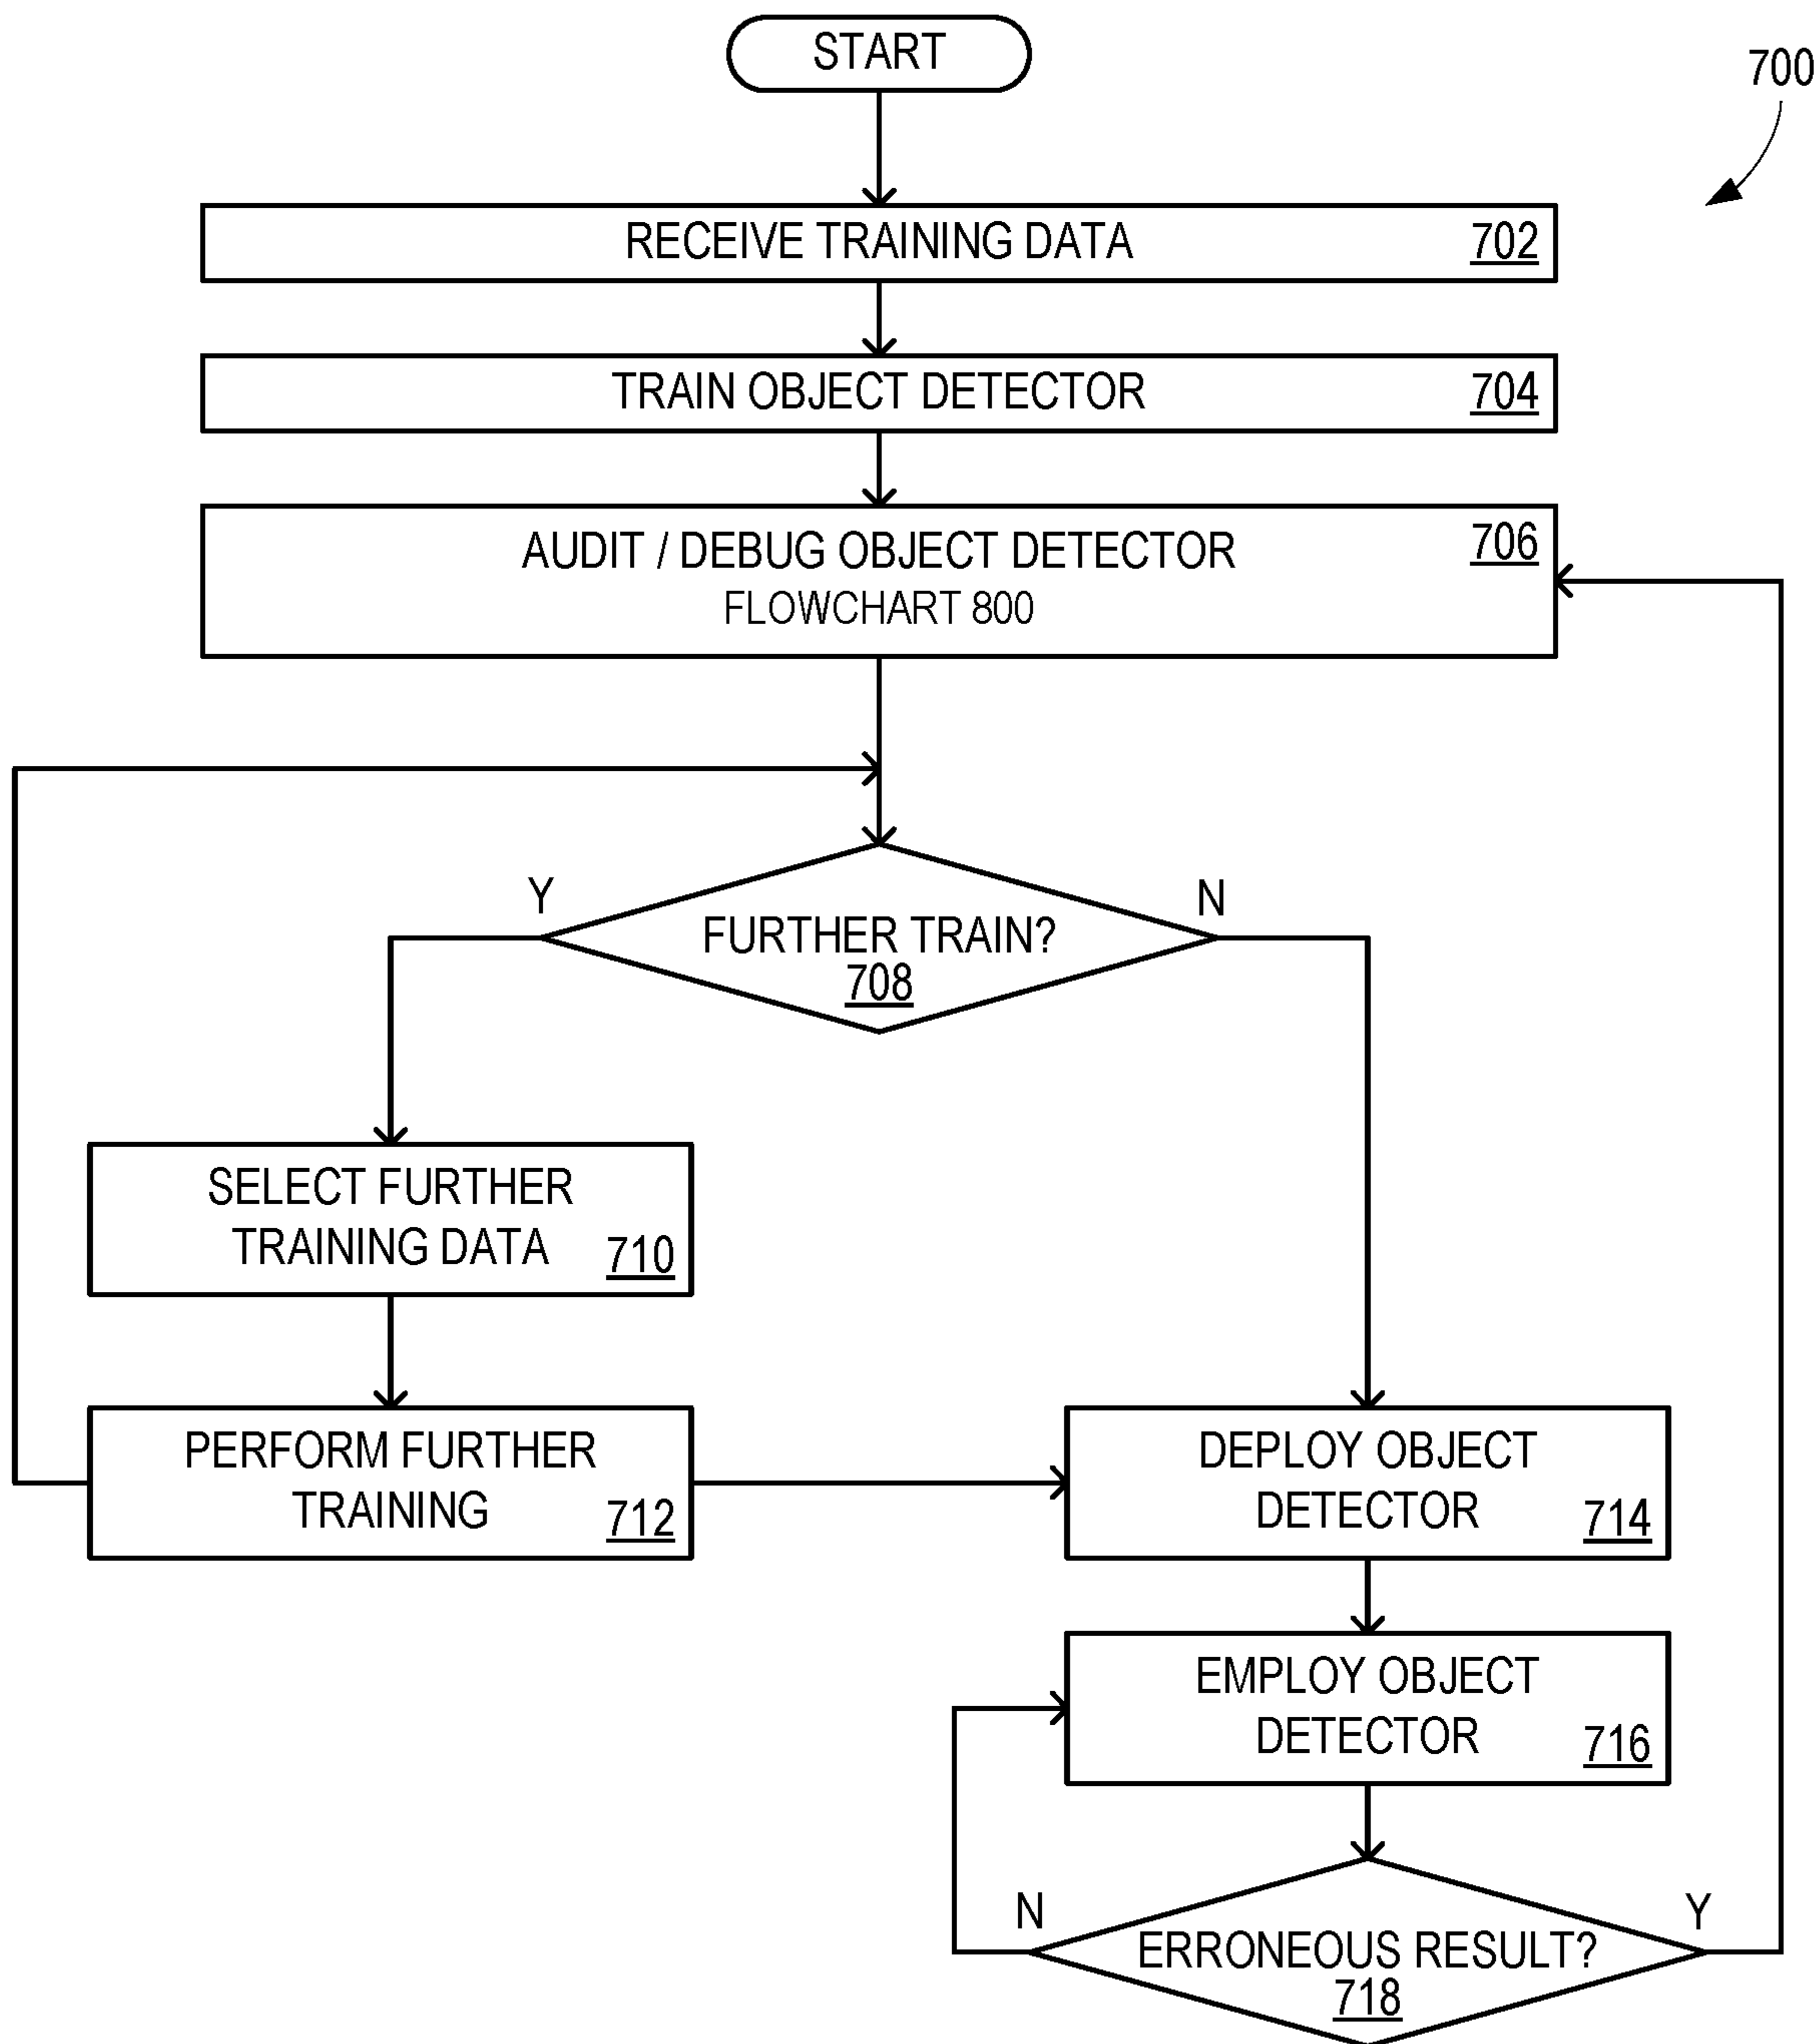 START
700
RECEIVE TRAINING DATA 702
TRAIN OBJECT DETECTOR 704
AUDIT / DEBUG OBJECT DETECTOR 706
FLOWCHART 800
Y
N
FURTHER TRAIN?
708
SELECT FURTHER
TRAINING DATA 710
PERFORM FURTHER
TRAINING 712
DEPLOY OBJECT
DETECTOR 714
EMPLOY OBJECT
DETECTOR 716
N
Y
ERRONEOUS RESULT?
718